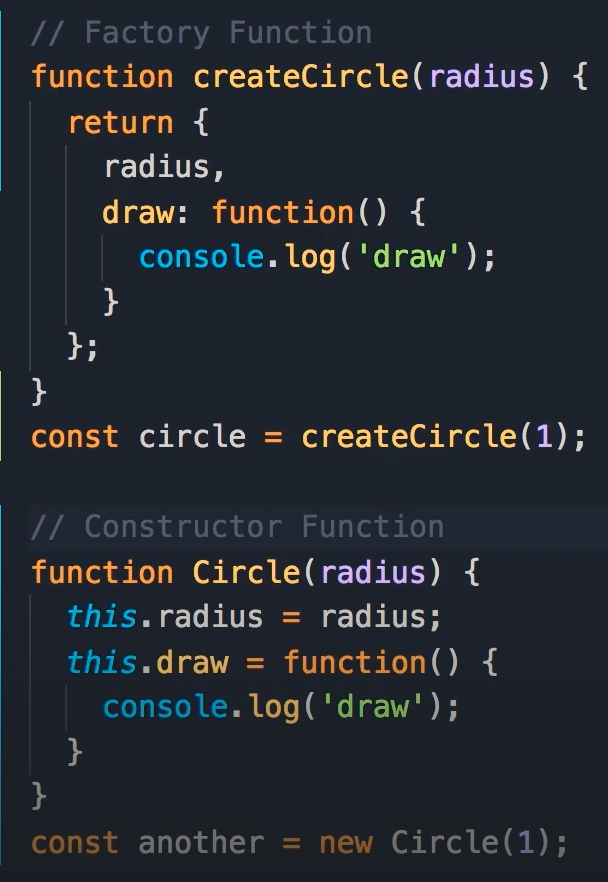 // Factory Function
function createCircle(radius) {
  return {
    radius,
    draw: function() {
      console.log('draw');
    }
  };
}
const circle = createCircle(1);
// Constructor Function
function Circle(radius) {
  this.radius = radius;
  this.draw = function() {
    console.log('draw');
  }
}
const another = new Circle(1);